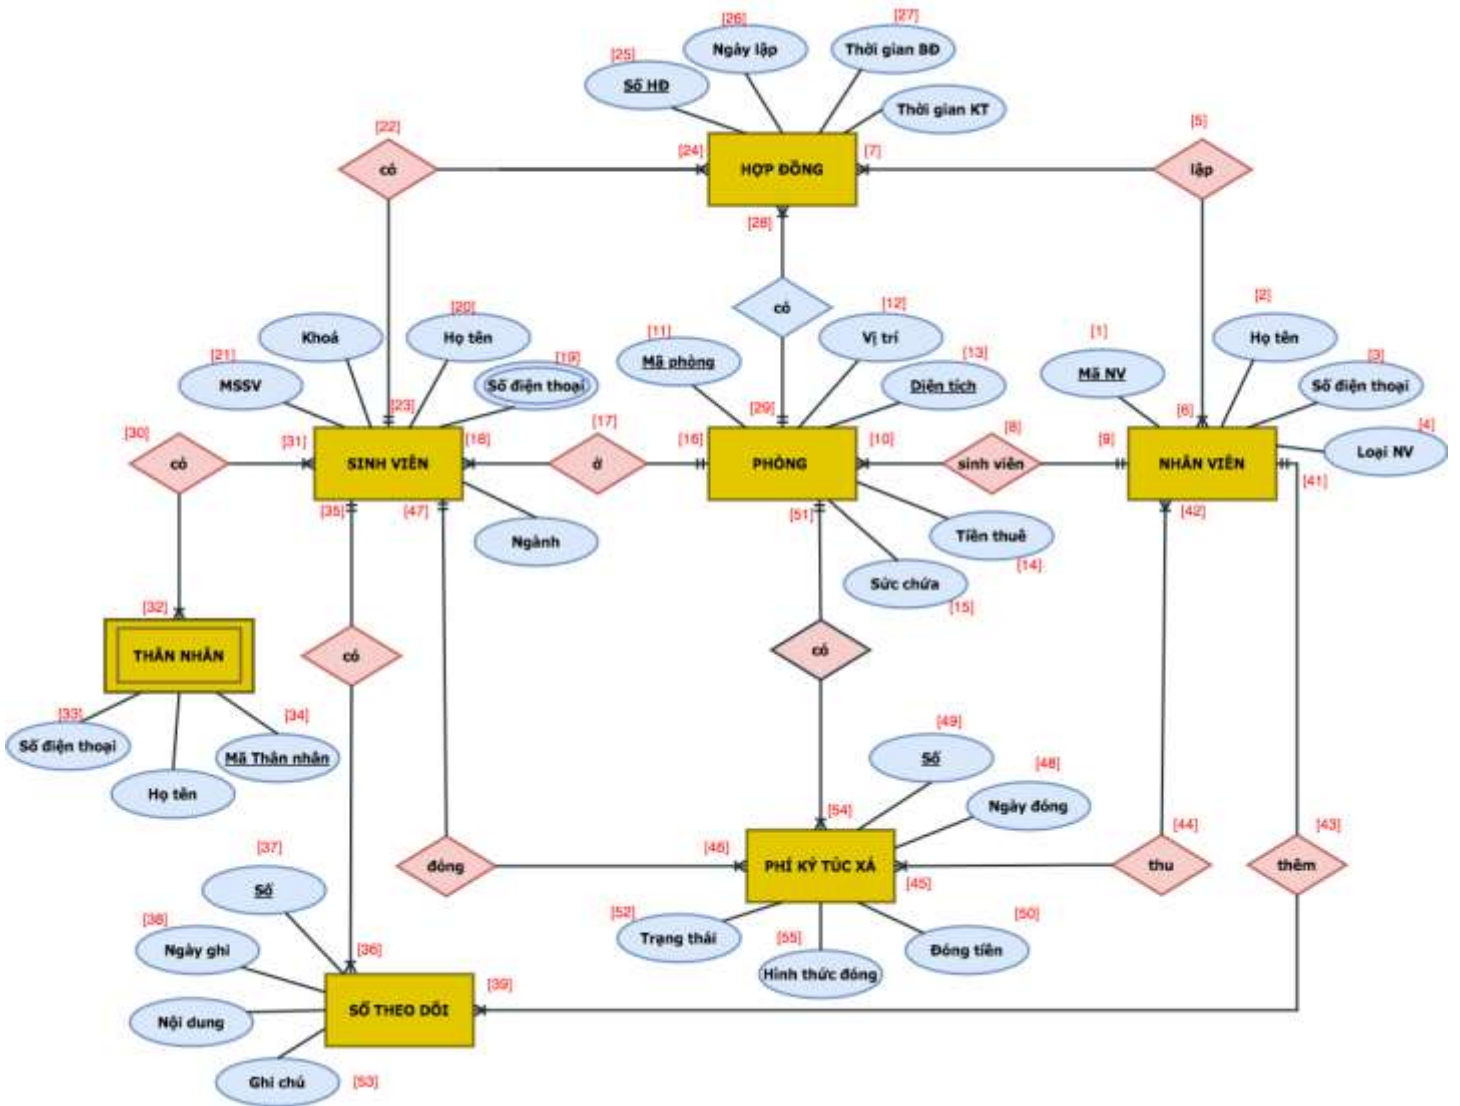 [26]
[27]
Ngày lập
Thời gian BĐ
[25]
Số HĐ
Thời gian KT
[22]
[5]
[24]
[7]
có
HỢP ĐỒNG
lập
[28]
có
[20]
[12]
[2]
Khoá
Họ tên
[11]
Vị trí
[1]
Họ tên
[21]
[19]
Mã phòng
[13]
[3]
MSSV
Số điện thoại
Diện tích
Mã NV
Số điện thoại
[23]
[29]
[6]
[30]
[31]
[18]
[17]
[16]
[10]
[8]
[9]
[4]
Loại NV
có
SINH VIÊN
ở
PHÒNG
sinh viên
NHÂN VIÊN
[41]
[35]
[47]
[51]
[42]
Ngành
Tiền thuê
[14]
Sức chứa
[15]
[32]
THÂN NHÂN
có
có
[33]
[34]
Số điện thoại
Mã Thân nhân
[49]
Số
[48]
Họ tên
Ngày đóng
[54]
[44]
[43]
[37]
[46]
đóng
PHÍ KÝ TÚC XÁ
[45]
thu
thêm
Số
[38]
[52]
[50]
Ngày ghi
[36]
Trạng thái
[55]
Đóng tiền
Hình thức đóng
[39]
Nội dung
SỔ THEO DÕI
Ghi chú
[53]